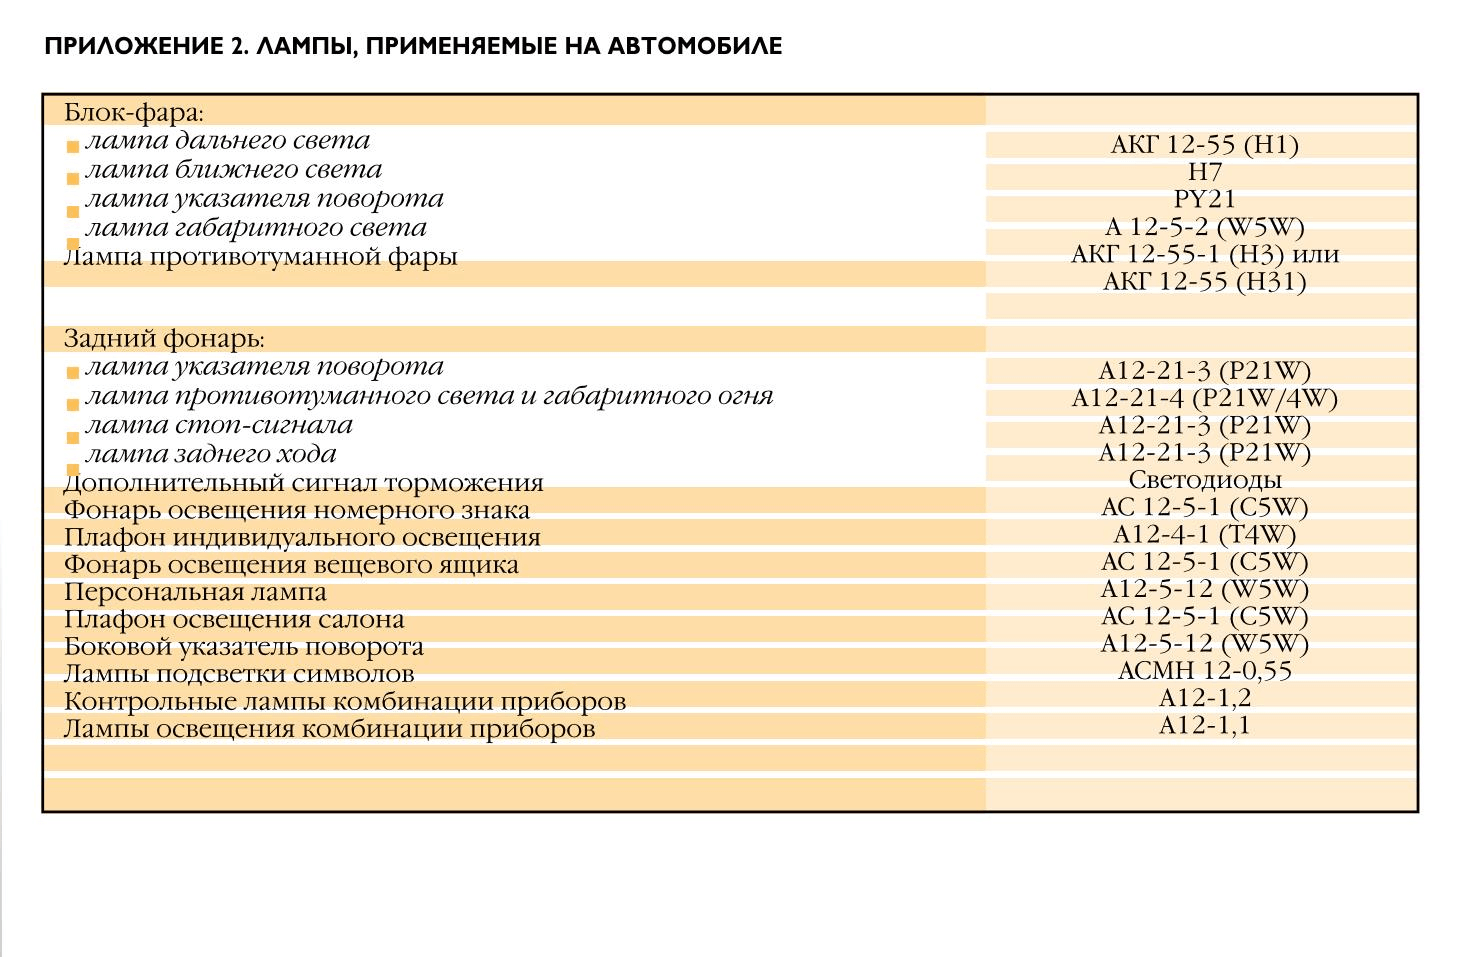 ПРИЛОЖЕНИЕ 2. ЛАМПЫ, ПРИМЕНЯЕМЫЕ НА АВТОМОБИЛЕ
Блок-фара:
лампа дальнего света АКГ 12-55 (Н1)
лампа ближнего света Н7
лампа указателя поворота PY21
лампа габаритного света А 12-5-2 (W5W)
Лампа противотуманной фары АКГ 12-55-1 (Н3) или
АКГ 12-55 (Н31)
Задний фонарь:
лампа указателя поворота А12-21-3 (P21W)
лампа противотуманного света и габаритного огня А12-21-4 (P21W/4W)
лампа стоп-сигнала А12-21-3 (P21W)
лампа заднего хода А12-21-3 (P21W)
Дополнительный сигнал торможения Светодиоды
Фонарь освещения номерного знака АС 12-5-1 (C5W)
Плафон индивидуального освещения А12-4-1 (T4W)
Фонарь освещения вещевого ящика АС 12-5-1 (C5W)
Персональная лампа А12-5-12 (W5W)
Плафон освещения салона АС 12-5-1 (C5W)
Боковой указатель поворота А12-5-12 (W5W)
Лампы подсветки символов АСМН 12-0,55
Контрольные лампы комбинации приборов А12-1,2
Лампы освещения комбинации приборов А12-1,1